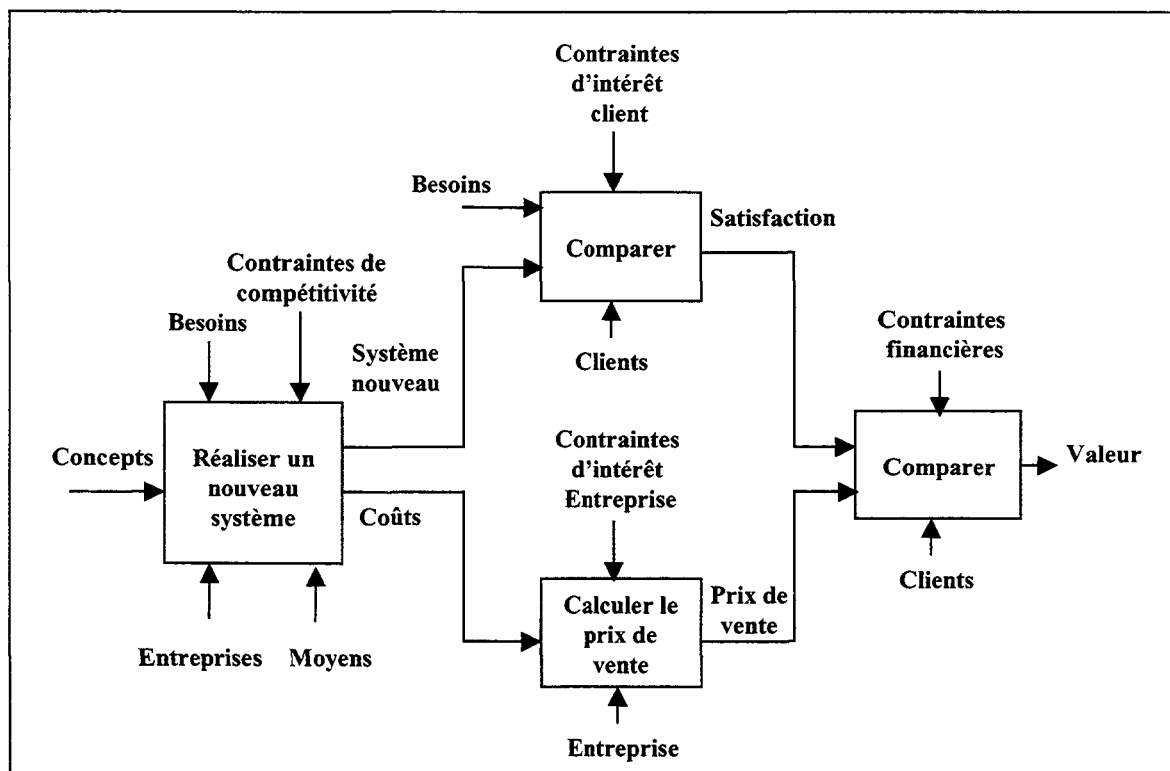 Contraintes
d'intérêt
client
Besoins
Comparer
Satisfaction
Clients
Contraintes de
compétitivité
Besoins
Système
nouveau
Concepts
Réaliser un
nouveau
système
Coûts
Entreprises
Moyens
Contraintes
d'intérêt
Entreprise
Calculer le
prix de
vente
Prix de
vente
Entreprise
Contraintes
financières
Comparer
Valeur
Clients